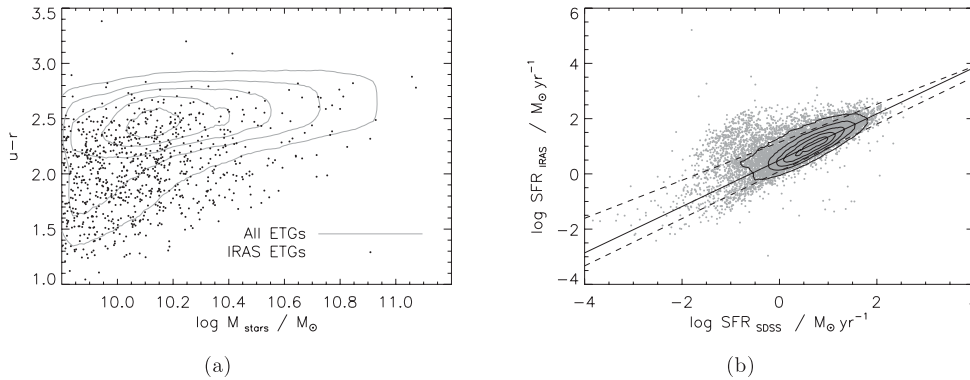 3.5
3.0
2.5
2.0
1.5
1.0
u−r
10.0 10.2 10.4 10.6 10.8 11.0
log M stars / M⊙
All ETGs
IRAS ETGs
(a)
6
4
2
0
−2
−4
log SFR IRAS / M⊙ yr−1
−4 −2 0 2
log SFR SDSS / M⊙ yr−1
(b)